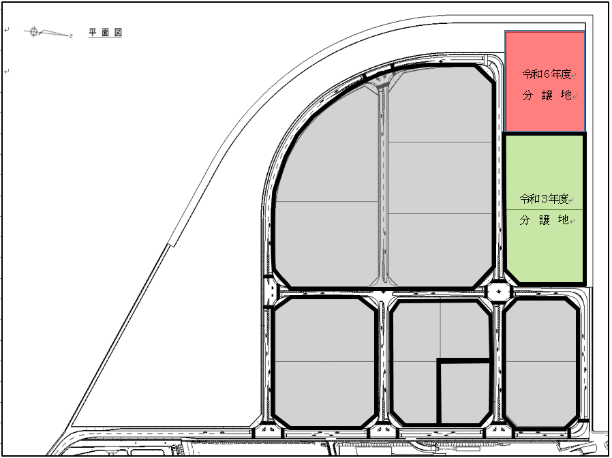 平面図
令和６年度
分譲地
令和３年度
分譲地